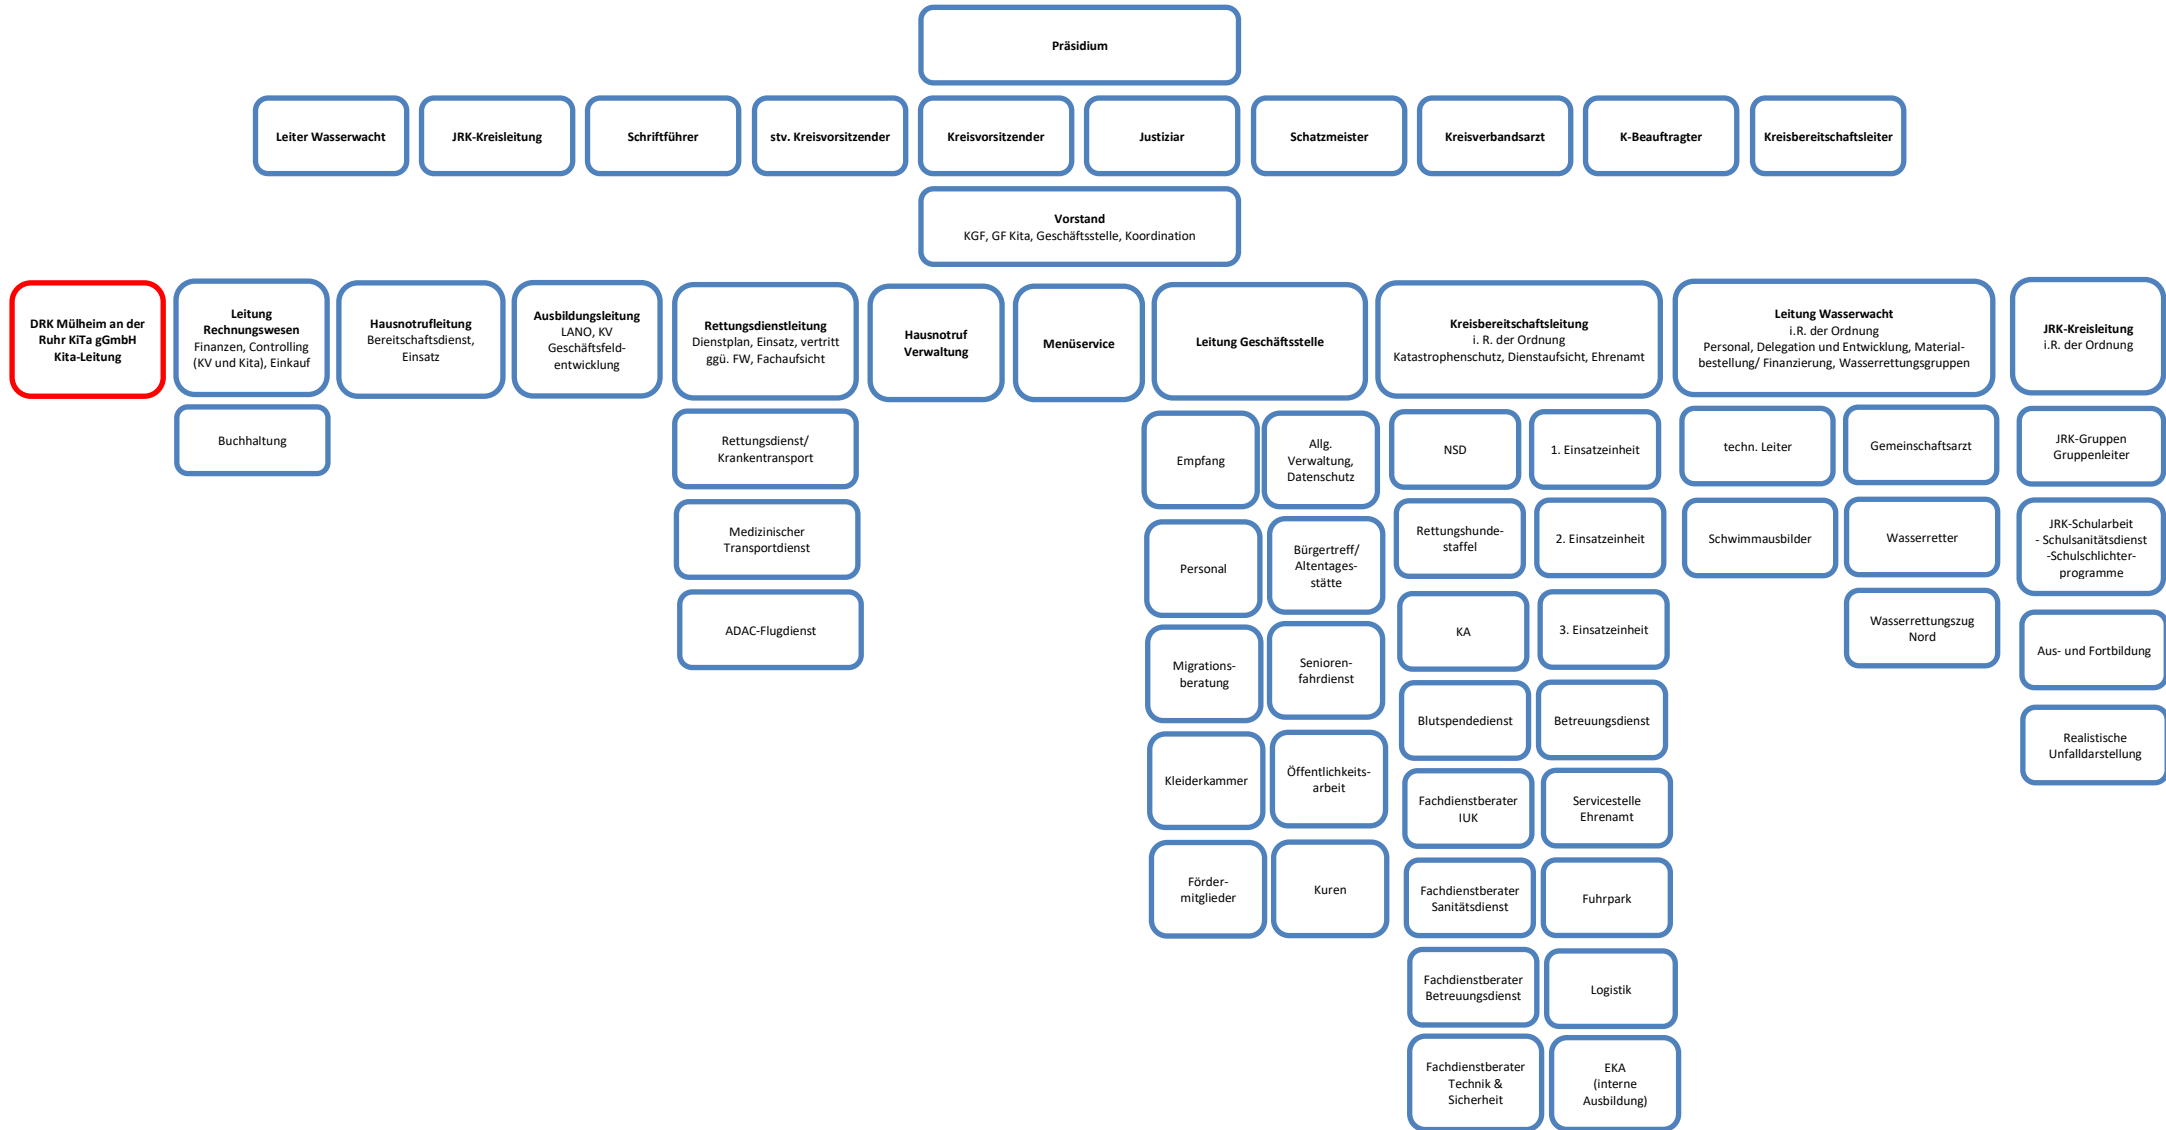 Präsidium
Leiter Wasserwacht
JRK-Kreisleitung
Schriftführer
stv. Kreisvorsitzender
Kreisvorsitzender
Justiziar
Schatzmeister
Kreisverbandsarzt
K-Beauftragter
Kreisbereitschaftsleiter
Vorstand
KGF, GF Kita, Geschäftsstelle, Koordination
DRK Mülheim an der
Ruhr KiTa gGmbH
Kita-Leitung
Leitung
Rechnungswesen
Finanzen, Controlling
(KV und Kita), Einkauf
Hausnotrufleitung
Bereitschaftsdienst,
Einsatz
Ausbildungsleitung
LANO, KV
Geschäftsfeld-
entwicklung
Rettungsdienstleitung
Dienstplan, Einsatz, vertritt
ggü. FW, Fachaufsicht
Hausnotruf
Verwaltung
Menüservice
Leitung Geschäftsstelle
Kreisbereitschaftsleitung
i. R. der Ordnung
Katastrophenschutz, Dienstaufsicht, Ehrenamt
Leitung Wasserwacht
i.R. der Ordnung
Personal, Delegation und Entwicklung, Material-
bestellung/ Finanzierung, Wasserrettungsgruppen
JRK-Kreisleitung
i.R. der Ordnung
Buchhaltung
Rettungsdienst/
Krankentransport
Medizinischer
Transportdienst
ADAC-Flugdienst
Empfang
Allg.
Verwaltung,
Datenschutz
Personal
Bürgertreff/
Altentages-
stätte
Migrations-
beratung
Senioren-
fahrdienst
Kleiderkammer
Öffentlichkeits-
arbeit
Förder-
mitglieder
Kuren
NSD
1. Einsatzeinheit
Rettungshunde-
staffel
2. Einsatzeinheit
KA
3. Einsatzeinheit
Blutspendedienst
Betreuungsdienst
Fachdienstberater
IUK
Servicestelle
Ehrenamt
Fachdienstberater
Sanitätsdienst
Fuhrpark
Fachdienstberater
Betreuungsdienst
Logistik
Fachdienstberater
Technik &
Sicherheit
EKA
(interne
Ausbildung)
techn. Leiter
Gemeinschaftsarzt
Schwimmausbilder
Wasserretter
Wasserrettungszug
Nord
JRK-Gruppen
Gruppenleiter
JRK-Schularbeit
- Schulsanitätsdienst
-Schulschlichter-
programme
Aus- und Fortbildung
Realistische
Unfalldarstellung